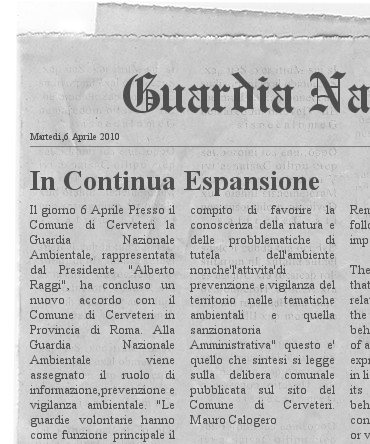 Guardia Na
Martedi,6 Aprile 2010
In Continua Espansione
Il giorno 6 Aprile Presso il
Comune di Cerveteri la
Guardia Nazionale
Ambientale, rappresentata
dal Presidente "Alberto
Raggi", ha concluso un
nuovo accordo con il
Comune di Cerveteri in
Provincia di Roma. Alla
Guardia Nazionale
Ambientale viene
assegnato il ruolo di
informazione,prevenzione e
vigilanza ambientale. "Le
guardie volontarie hanno
come funzione principale il
compito di favorire la
conoscenza della natura e
delle probblematiche di
tutela dell'ambiente
nonche'l'attivita'di
prevenzione e vigilanza del
territorio nelle tematiche
ambientali e quella
sanzionatoria
Amministrativa" questo e'
quello che sintesi si legge
sulla delibera comunale
pubblicata sul sito del
Comune di Cerveteri.
Mauro Calogero
Rem
follo
imp
The
that
rela
the
beh
of a
expr
in li
its
beh
con
or v